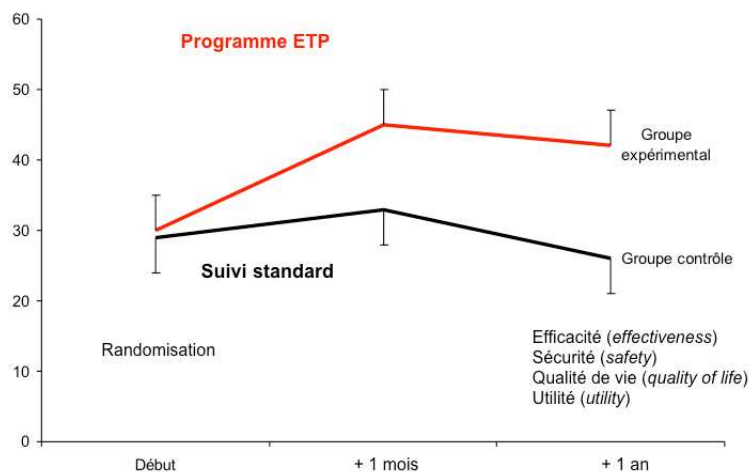 60
Programme ETP
50
40
Groupe
expérimental
30
Suivi standard
Groupe contrôle
20
Randomisation
Efficacité (effectiveness)
Sécurité (safety)
Qualité de vie (quality of life)
Utilité (utility)
10
0
Début
+ 1 mois
+ 1 an